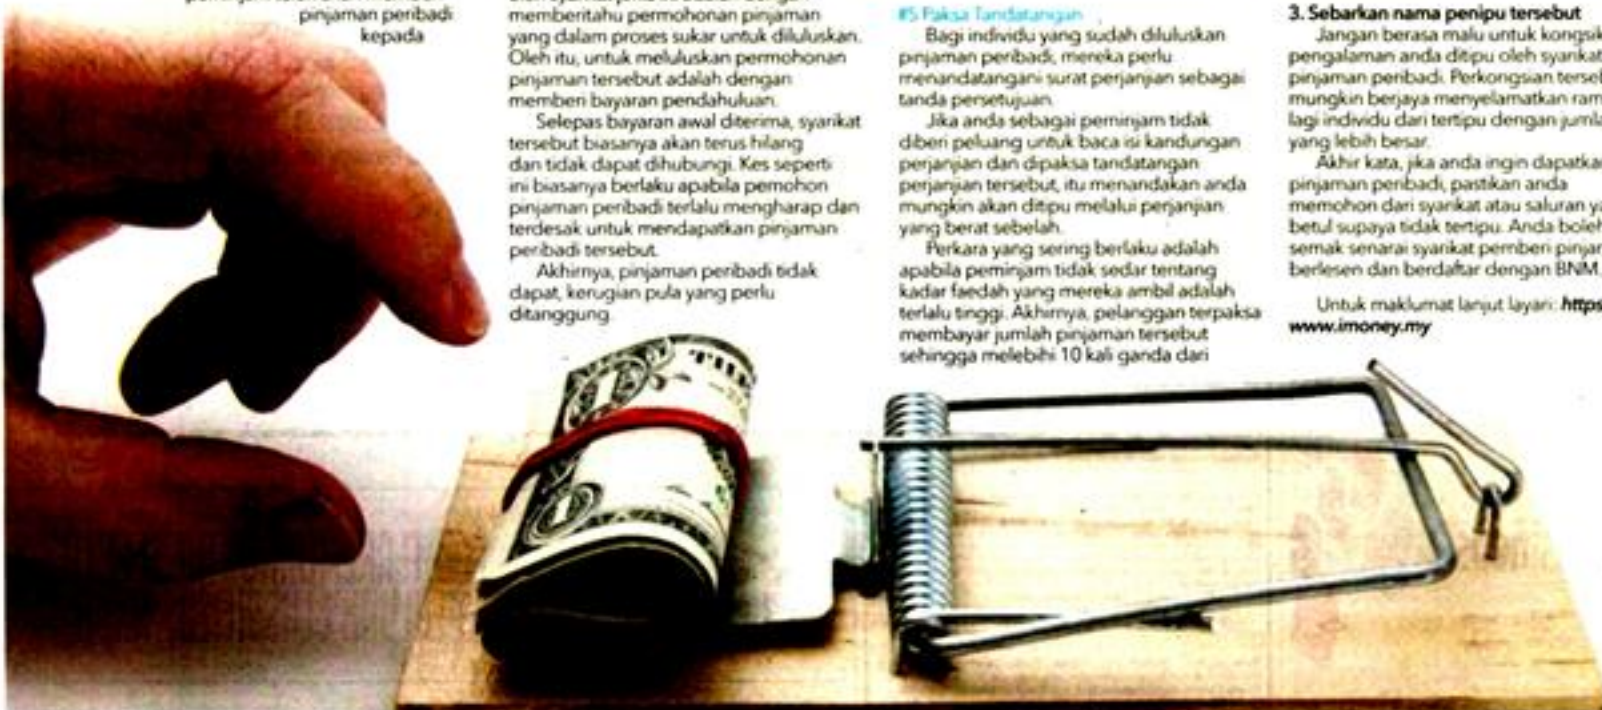 pinjaman peribadi
kepada
memberitahu permohonan pinjaman
yang dalam proses sukar untuk diluluskan.
Oleh itu, untuk meluluskan permohonan
pinjaman tersebut adalah dengan
memberi bayaran pendahuluan.
Selepas bayaran awal diterima, syarikat
tersebut biasanya akan terus hilang
dan tidak dapat dihubungi. Kes seperti
ini biasanya berlaku apabila pemohon
pinjaman peribadi terlalu mengharap dan
terdesak untuk mendapatkan pinjaman
peribadi tersebut.
Akhirnya, pinjaman peribadi tidak
dapat, kerugian pula yang perlu
ditanggung
#5 Paksa Tandatangan
Bagi individu yang sudah diluluskan
pinjaman peribadi, mereka perlu
menandatangani surat perjanjian sebagai
tanda persetujuan.
Jika anda sebagai peminjam tidak
diberi peluang untuk baca isi kandungan
perjanjian dan dipaksa tandatangan
perjanjian tersebut, itu menandakan anda
mungkin akan ditipu melalui perjanjian
yang berat sebelah.
Perkara yang sering berlaku adalah
apabila peminjam tidak sedar tentang
kadar faedah yang mereka ambil adalah
terlalu tinggi. Akhirnya, pelanggan terpaksa
membayar jumlah pinjaman tersebut
sehingga melebihi 10 kali ganda dari
3. Sebarkan nama penipu tersebut
Jangan berasa malu untuk kongsik
pengalaman anda ditipu oleh syarikat
pinjaman peribadi. Perkongsian terseb
mungkin berjaya menyelamatkan ram
lagi individu dari tertipu dengan jumla
yang lebih besar.
Akhir kata, jika anda ingin dapatka
pinjaman peribadi, pastikan anda
memohon dari syarikat atau saluran ya
betul supaya tidak tertipu. Anda boleh
semak senarai syarikat pemberi pinjar
berlesen dan berdaftar dengan BNM.
Untuk maklumat lanjut layari: https
www.imoney.my